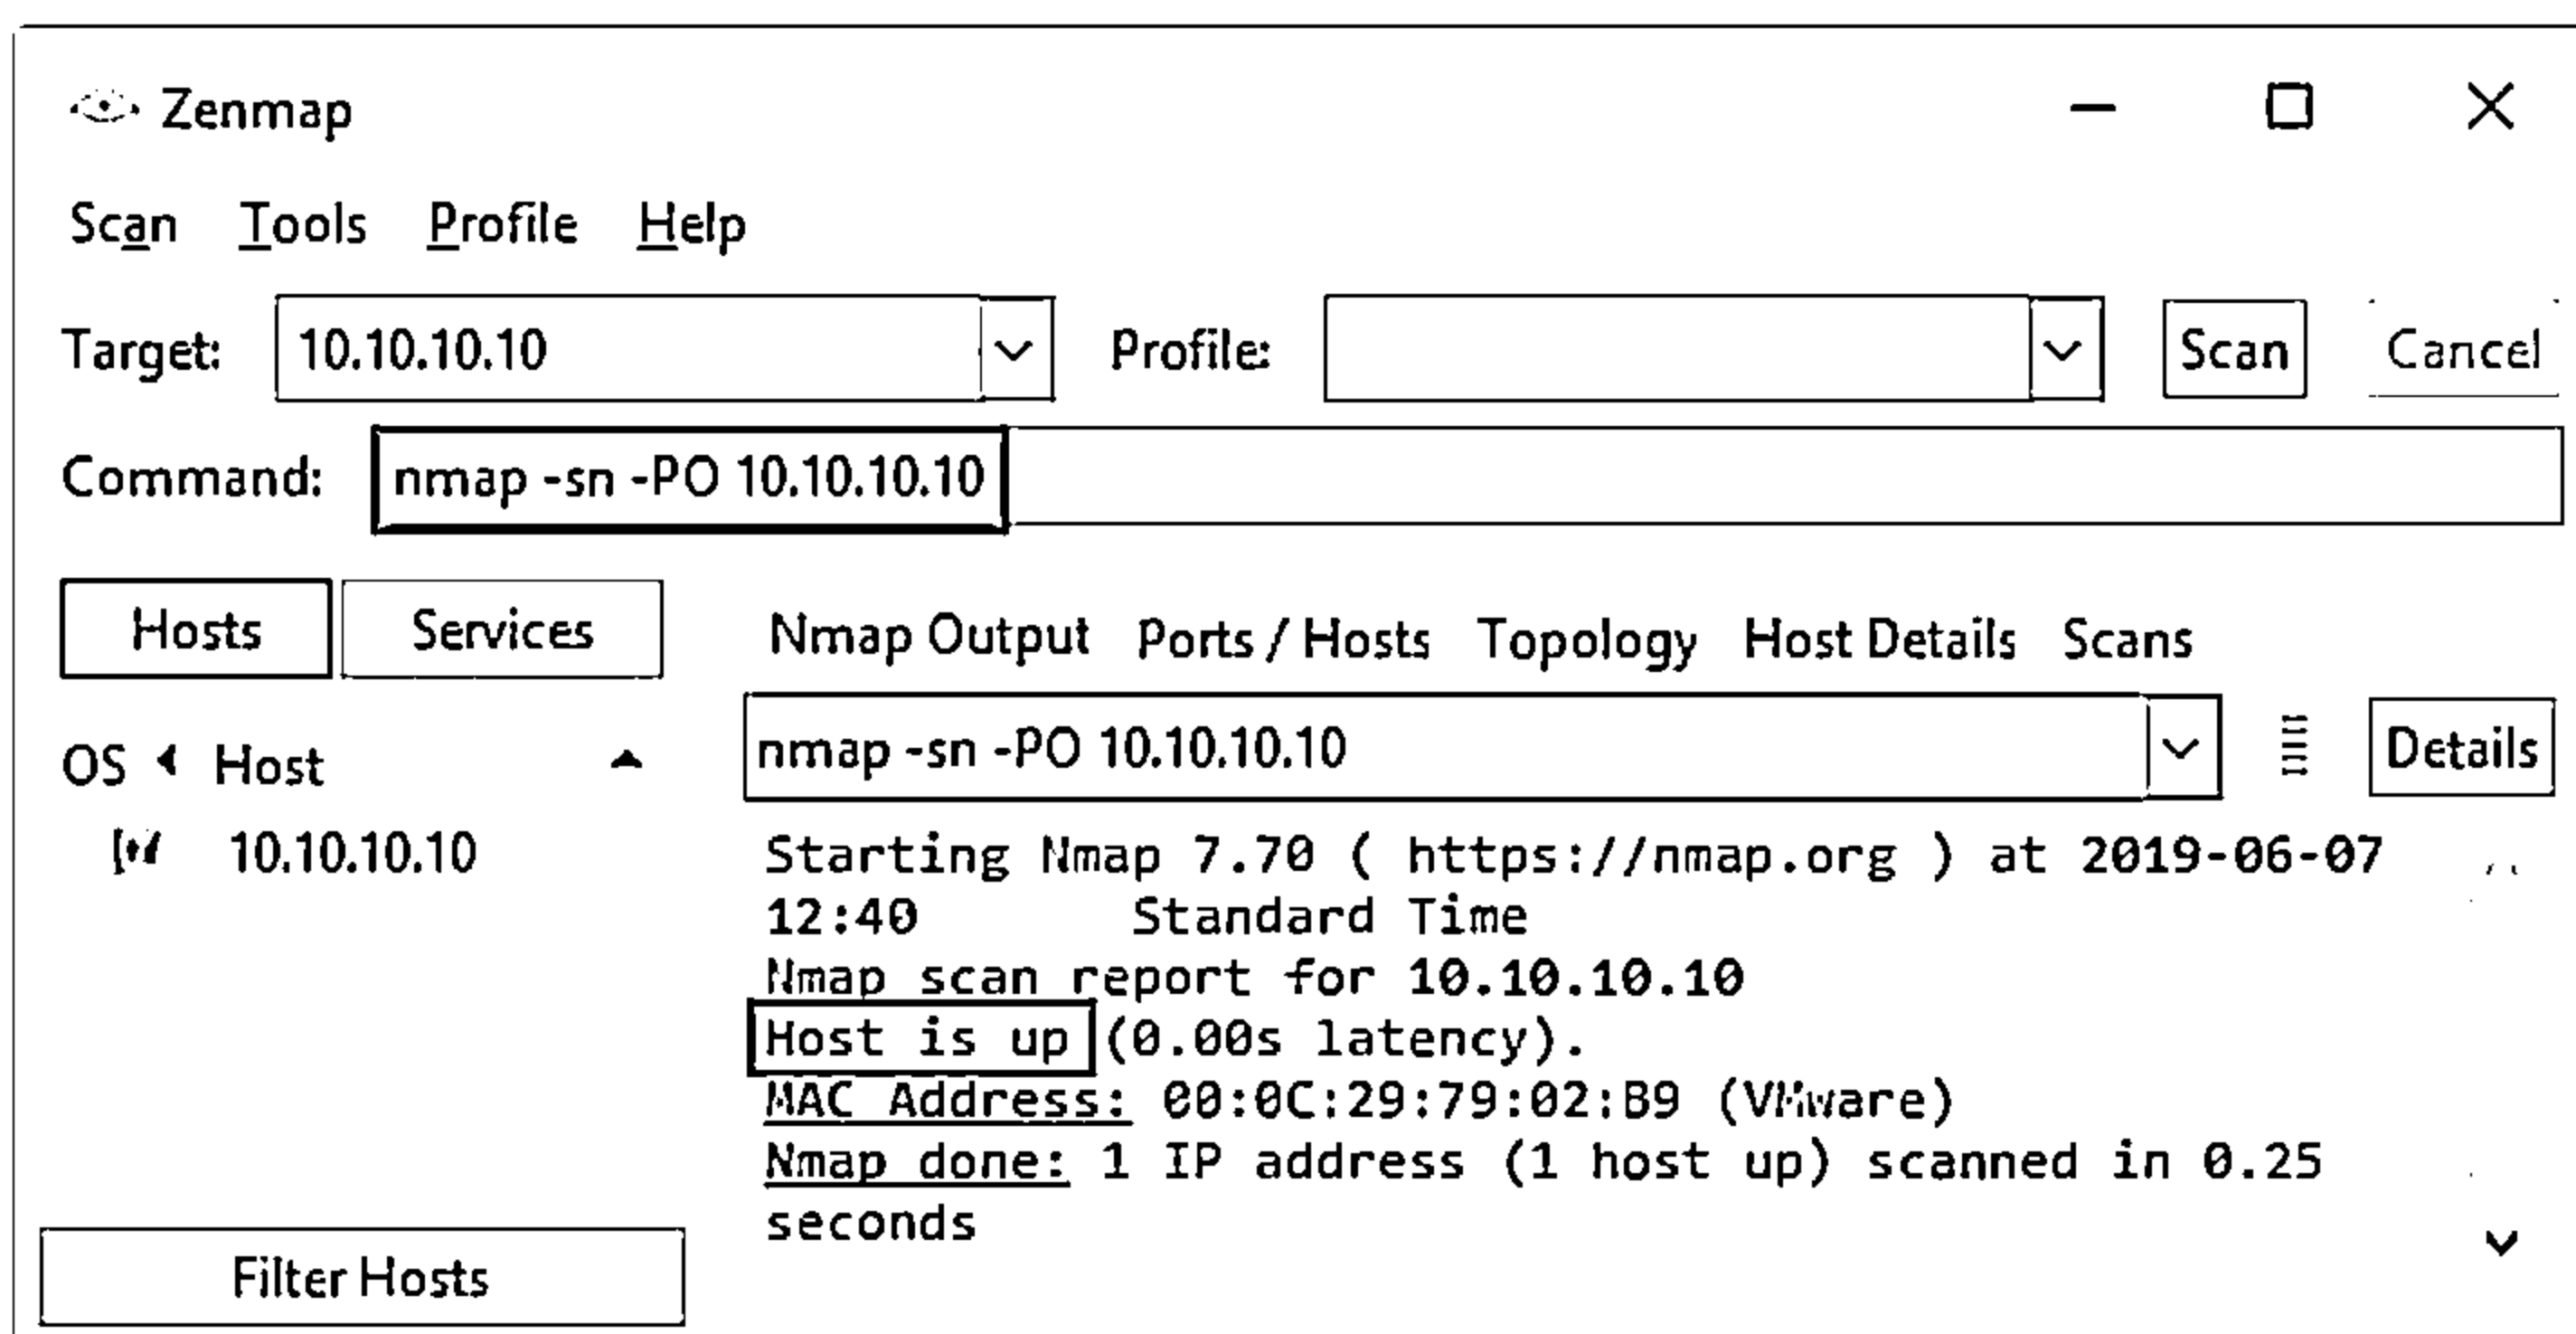 Zenmap
Scan Tools Profile Help
Target: 10.10.10.10 Profile: Scan Cancel
Command: nmap -sn -PO 10.10.10.10
Hosts Services Nmap Output Ports / Hosts Topology Host Details Scans
OS Host nmap -sn -PO 10.10.10.10 Details
10.10.10.10
Starting Nmap 7.70 ( https://nmap.org ) at 2019-06-07
12:40 Standard Time
Nmap scan report for 10.10.10.10
Host is up (0.00s latency).
MAC Address: 00:0C:29:79:02:B9 (VMware)
Nmap done: 1 IP address (1 host up) scanned in 0.25
seconds
Filter Hosts